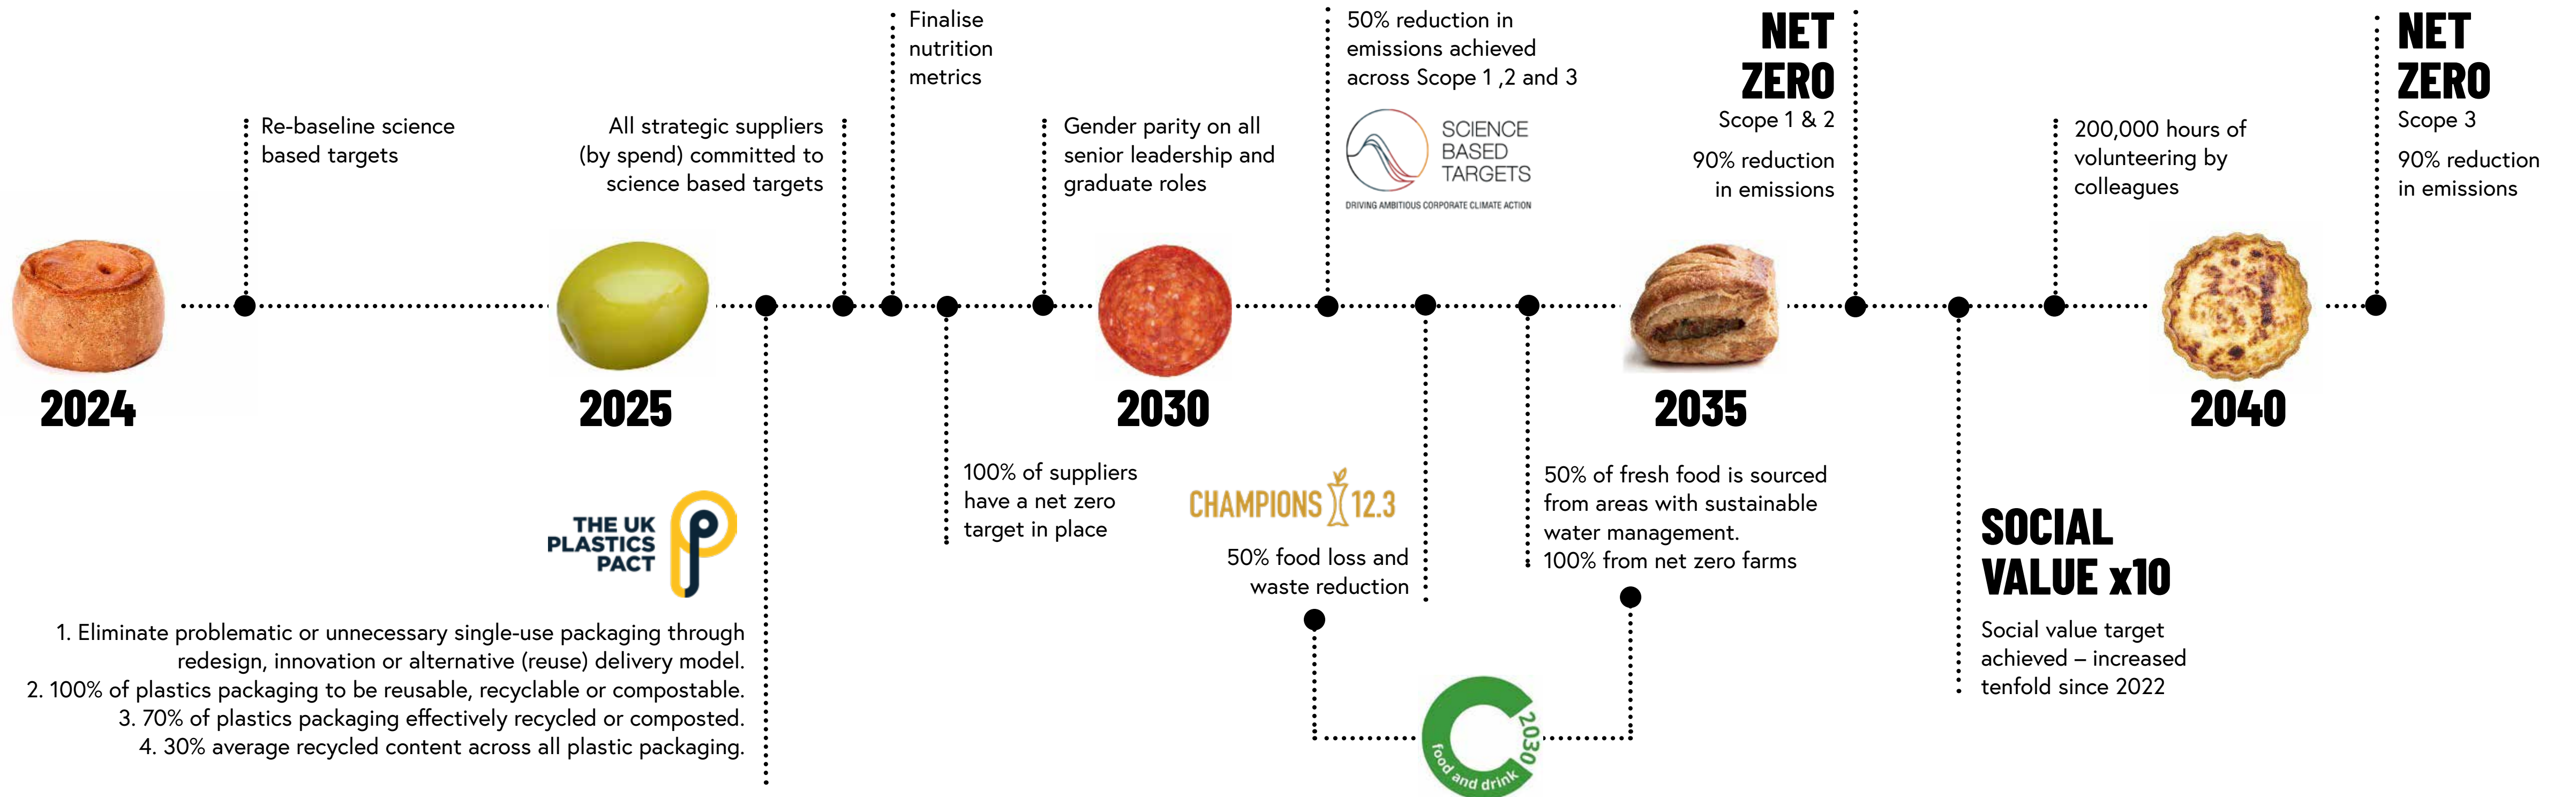 Re-baseline science
based targets
2024
All strategic suppliers
(by spend) committed to
science based targets
Finalise
nutrition
metrics
2025
THE UK
PLASTICS
PACT
1. Eliminate problematic or unnecessary single-use packaging through
redesign, innovation or alternative (reuse) delivery model.
2. 100% of plastics packaging to be reusable, recyclable or compostable.
3. 70% of plastics packaging effectively recycled or composted.
4. 30% average recycled content across all plastic packaging.
100% of suppliers
have a net zero
target in place
Gender parity on all
senior leadership and
graduate roles
2030
50% reduction in
emissions achieved
across Scope 1 ,2 and 3
SCIENCE
BASED
TARGETS
DRIVING AMBITIOUS CORPORATE CLIMATE ACTION
CHAMPIONS 12.3
50% food loss and
waste reduction
50% of fresh food is sourced
from areas with sustainable
water management.
100% from net zero farms
food and drink
2030
2035
NET
ZERO
Scope 1 & 2
90% reduction
in emissions
SOCIAL
VALUE x10
Social value target
achieved – increased
tenfold since 2022
200,000 hours of
volunteering by
colleagues
2040
NET
ZERO
Scope 3
90% reduction
in emissions